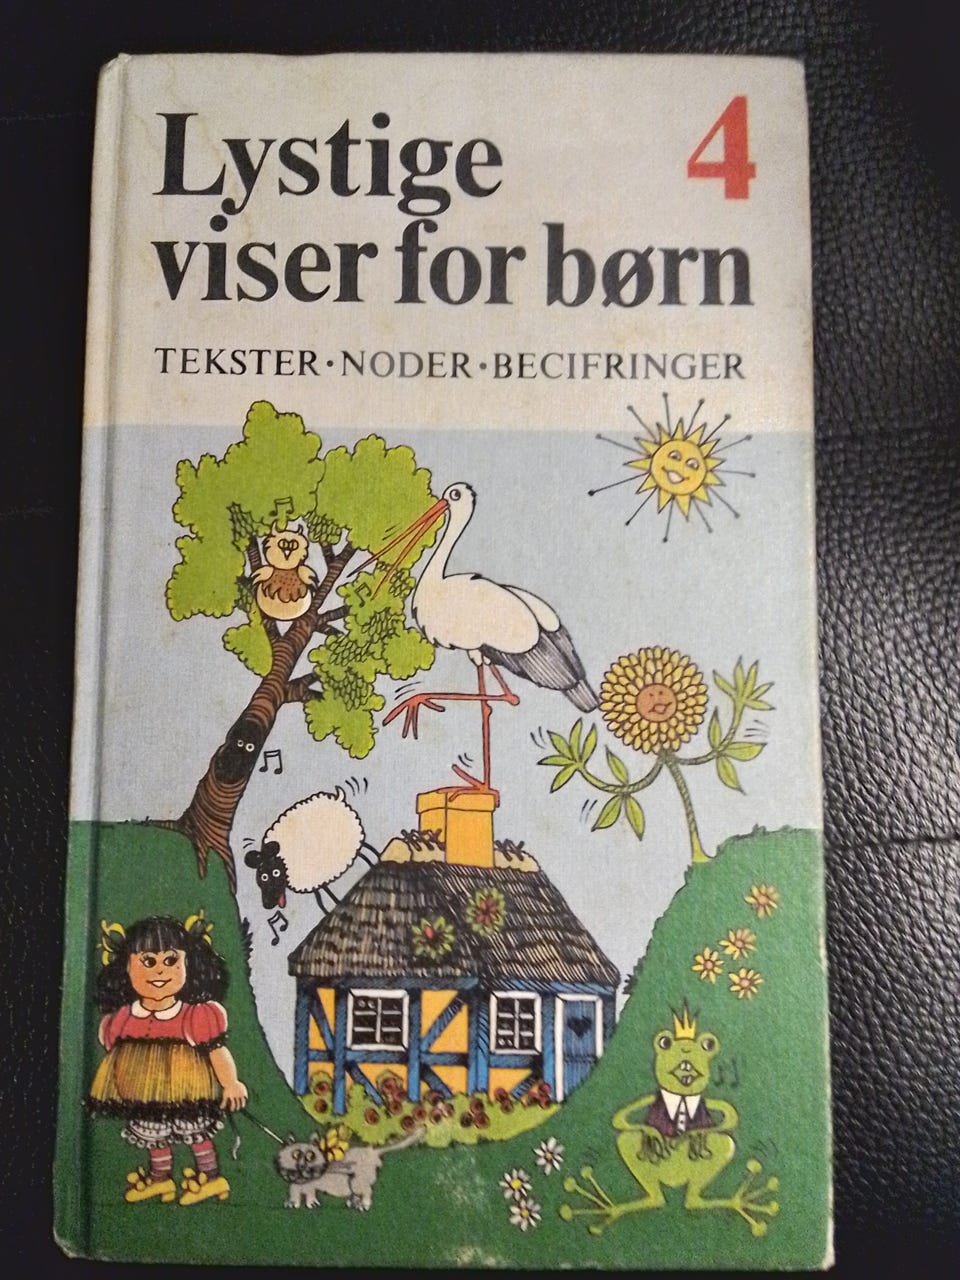 Lystige 4
viser for børn
TEKSTER · NODER · BECIFRINGER